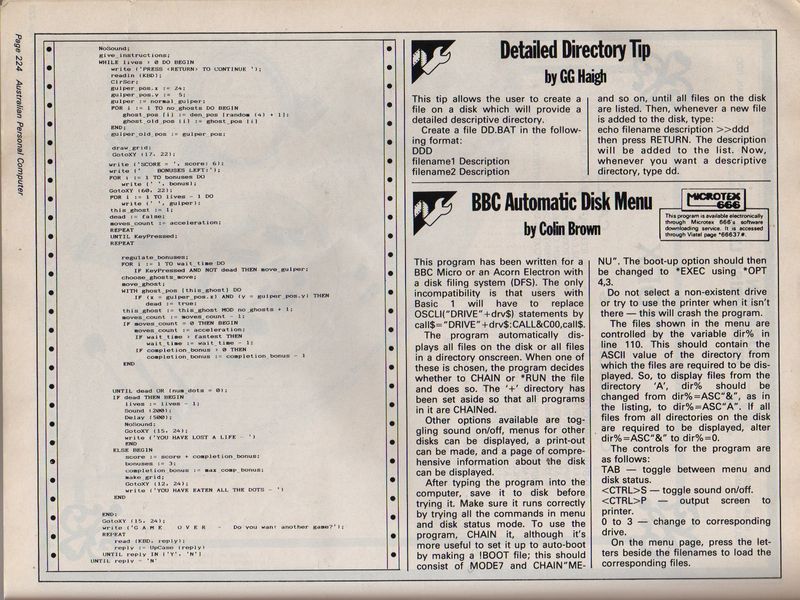 Page 224 Australian Personal Computer
NoSound;
give_instructions;
WHILE lives > 0 DO BEGIN
write ('PRESS <RETURN> TO CONTINUE ');
readln (KBD);
ClrScr;
gulper_pos.x := 24;
gulper_pos.y := 5;
gulper := normal_gulper;
FOR i := 1 TO no_ghosts DO BEGIN
ghost_pos [i] := den_pos [random (4) + 1];
ghost_old_pos [i] := ghost_pos [i]
END;
gulper_old_pos := gulper_pos;
draw_grid;
GotoXY (17, 22);
write ('SCORE = ', score: 6);
write (' BONUSES LEFT:');
FOR i := 1 TO bonuses DO
write (' ', bonus);
GotoXY (60, 22);
FOR i := 1 TO lives - 1 DO
write (' ', gulper);
this_ghost := 1;
dead := false;
moves_count := acceleration;
REPEAT
UNTIL KeyPressed;
REPEAT
regulate_bonuses;
FOR i := 1 TO wait_time DO
IF KeyPressed AND NOT dead THEN move_gulper;
choose_ghosts_move;
move_ghost;
WITH ghost_pos [this_ghost] DO
IF (x = gulper_pos.x) AND (y = gulper_pos.y) THEN
dead := true;
this_ghost := this_ghost MOD no_ghosts + 1;
moves_count := moves_count - 1;
IF moves_count = 0 THEN BEGIN
moves_count := acceleration;
IF wait_time > fastest THEN
wait_time := wait_time - 1;
IF completion_bonus > 0 THEN
completion_bonus := completion_bonus - 1
END
UNTIL dead OR (num_dots = 0);
IF dead THEN BEGIN
lives := lives - 1;
Sound (200);
Delay (500);
NoSound;
GotoXY (15, 24);
write ('YOU HAVE LOST A LIFE - ')
END
ELSE BEGIN
score := score + completion_bonus;
bonuses := 3;
completion_bonus := max_comp_bonus;
make_grid;
GotoXY (12, 24);
write ('YOU HAVE EATEN ALL THE DOTS - ')
END
END;
GotoXY (15, 24);
write ('G A M E   O V E R  -  Do you want another game?');
REPEAT
read (KBD, reply);
reply := UpCase (reply)
UNTIL reply IN ['Y', 'N']
UNTIL reply = 'N'
Detailed Directory Tip
by GG Haigh
This tip allows the user to create a
file on a disk which will provide a
detailed descriptive directory.
Create a file DD.BAT in the follow-
ing format:
DDD
filename1 Description
filename2 Description
and so on, until all files on the disk
are listed. Then, whenever a new file
is added to the disk, type:
echo filename description >>ddd
then press RETURN. The description
will be added to the list. Now,
whenever you want a descriptive
directory, type dd.
BBC Automatic Disk Menu
by Colin Brown
MICROTEX
666
This program is available electronically
through Microtex 666's software
downloading service. It is accessed
through Viatel page *66637#.
This program has been written for a
BBC Micro or an Acorn Electron with
a disk filing system (DFS). The only
incompatibility is that users with
Basic 1 will have to replace
OSCLI("DRIVE"+drv$) statements by
call$="DRIVE"+drv$:CALL&C00,call$.
The program automatically dis-
plays all files on the disk or all files
in a directory onscreen. When one of
these is chosen, the program decides
whether to CHAIN or *RUN the file
and does so. The '+' directory has
been set aside so that all programs
in it are CHAINed.
Other options available are tog-
gling sound on/off, menus for other
disks can be displayed, a print-out
can be made, and a page of compre-
hensive information about the disk
can be displayed.
After typing the program into the
computer, save it to disk before
trying it. Make sure it runs correctly
by trying all the commands in menu
and disk status mode. To use the
program, CHAIN it, although it's
more useful to set it up to auto-boot
by making a !BOOT file; this should
consist of MODE7 and CHAIN"ME-
NU". The boot-up option should then
be changed to *EXEC using *OPT
4,3.
Do not select a non-existent drive
or try to use the printer when it isn't
there — this will crash the program.
The files shown in the menu are
controlled by the variable dir% in
line 110. This should contain the
ASCII value of the directory from
which the files are required to be dis-
played. So, to display files from the
directory 'A', dir% should be
changed from dir%=ASC"&", as in
the listing, to dir%=ASC"A". If all
files from all directories on the disk
are required to be displayed, alter
dir%=ASC"&" to dir%=0.
The controls for the program are
as follows:
TAB — toggle between menu and
disk status.
<CTRL>S — toggle sound on/off.
<CTRL>P — output screen to
printer.
0 to 3 — change to corresponding
drive.
On the menu page, press the let-
ters beside the filenames to load the
corresponding files.